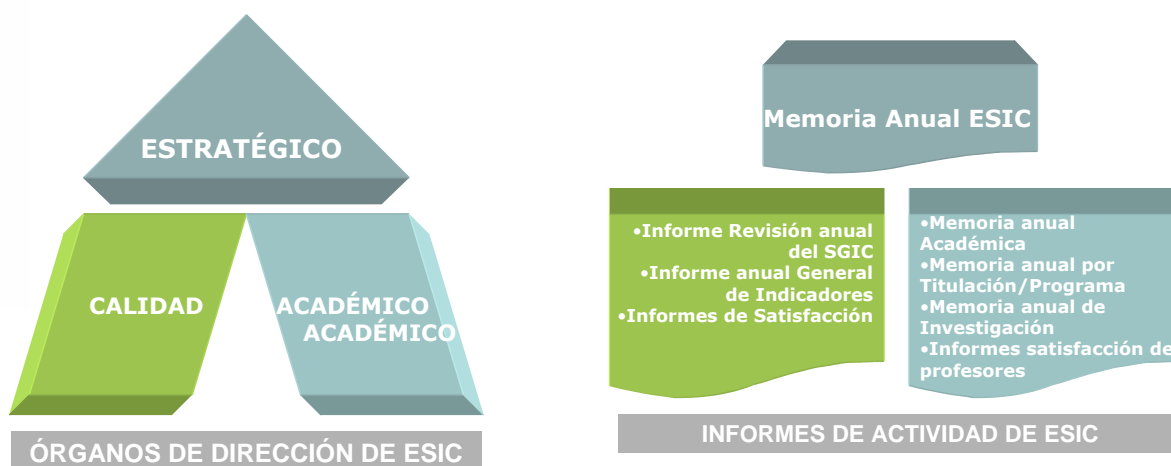 ESTRATÉGICO
CALIDAD
ACADÉMICO
ACADÉMICO
ÓRGANOS DE DIRECCIÓN DE ESIC
Memoria Anual ESIC
•Informe Revisión anual
del SGIC
•Informe anual General
de Indicadores
•Informes de Satisfacción
•Memoria anual
Académica
•Memoria anual por
Titulación/Programa
•Memoria anual de
Investigación
•Informes satisfacción de
profesores
INFORMES DE ACTIVIDAD DE ESIC